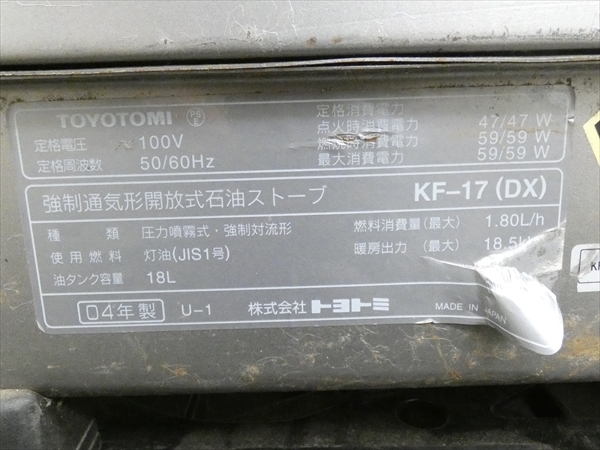 TOYOTOMI PS E
定格電圧 100V
定格周波数 50/60Hz
定格消費電力
点火時消費電力 47/47 W
燃焼時消費電力 59/59 W
最大消費電力 59/59 W
強制通気形開放式石油ストーブ KF-17 (DX)
種類 圧力噴霧式・強制対流形
使用燃料 灯油(JIS1号)
油タンク容量 18L
燃料消費量(最大) 1.80L/h
暖房出力(最大) 18.5
04年製 U-1 株式会社トヨトミ MADE IN JAPAN